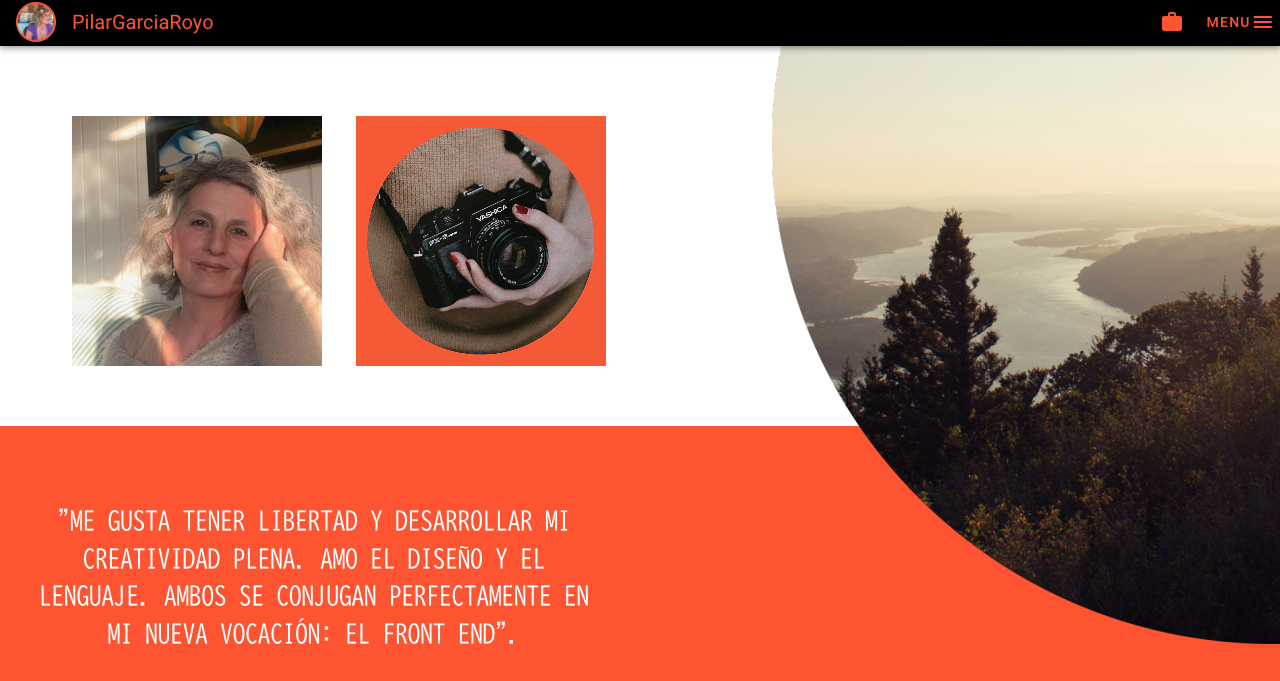 PilarGarciaRoyo
MENU
YASHICA
”ME GUSTA TENER LIBERTAD Y DESARROLLAR MI
CREATIVIDAD PLENA. AMO EL DISEÑO Y EL
LENGUAJE. AMBOS SE CONJUGAN PERFECTAMENTE EN
MI NUEVA VOCACIÓN: EL FRONT END”.